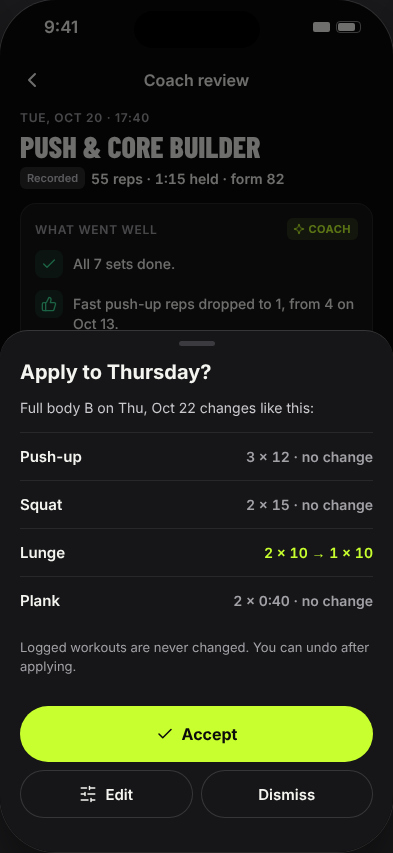 9:41
Coach review
TUE, OCT 20 · 17:40
PUSH & CORE BUILDER
Recorded 55 reps · 1:15 held · form 82
WHAT WENT WELL
COACH
All 7 sets done.
Fast push-up reps dropped to 1, from 4 on
Oct 13.
Apply to Thursday?
Full body B on Thu, Oct 22 changes like this:
Push-up 3 × 12 · no change
Squat 2 × 15 · no change
Lunge 2 × 10 → 1 × 10
Plank 2 × 0:40 · no change
Logged workouts are never changed. You can undo after
applying.
Accept
Edit
Dismiss